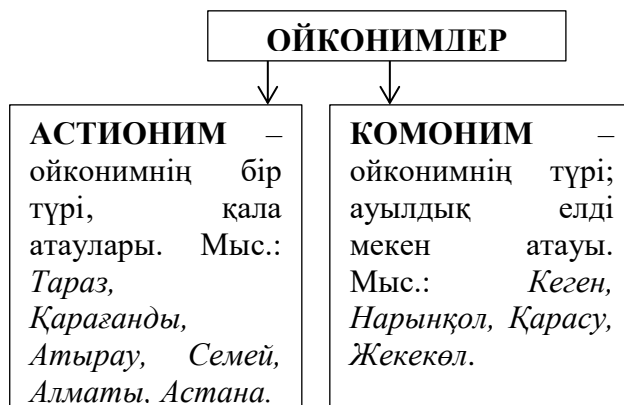 ОЙКОНИМДЕР
АСТИОНИМ –
ойконимнің бір
түрі, қала
атаулары. Мыс.:
Тараз,
Қарағанды,
Атырау, Семей,
Алматы, Астана.
КОМОНИМ –
ойконимнің түрі;
ауылдық елді
мекен атауы.
Мыс.: Кеген,
Нарынқол, Қарасу,
Жекекөл.